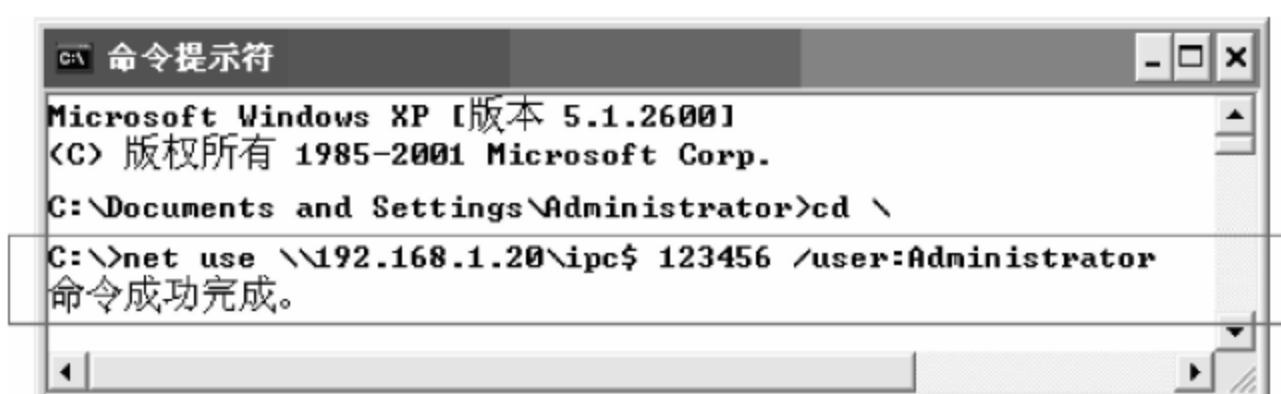 命令提示符
Microsoft Windows XP [版本 5.1.2600]
(C) 版权所有 1985-2001 Microsoft Corp.
C:\Documents and Settings\Administrator>cd \
C:\>net use \\192.168.1.20\ipc$ 123456 /user:Administrator
命令成功完成。